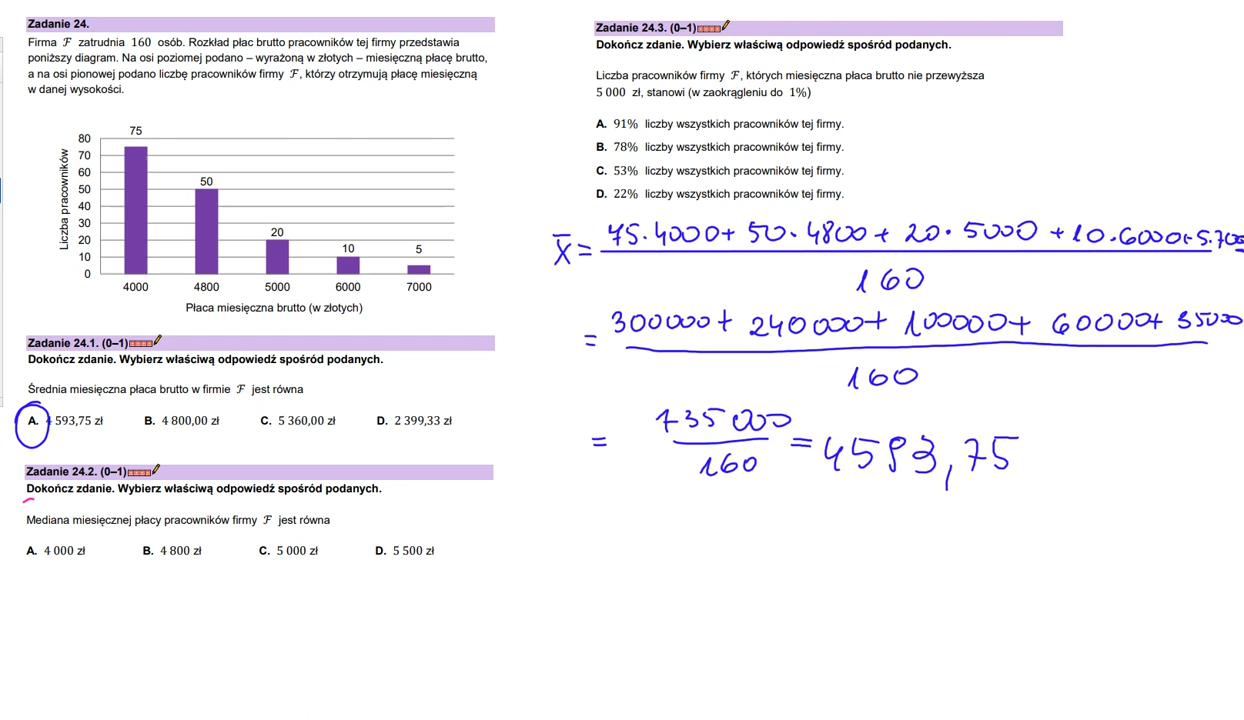 Zadanie 24.
Firma ℱ zatrudnia 160 osób. Rozkład płac brutto pracowników tej firmy przedstawia
poniższy diagram. Na osi poziomej podano – wyrażoną w złotych – miesięczną płacę brutto,
a na osi pionowej podano liczbę pracowników firmy ℱ, którzy otrzymują płacę miesięczną
w danej wysokości.
Liczba pracowników
80
70
60
50
40
30
20
10
0
75
50
20
10
5
4000 4800 5000 6000 7000
Płaca miesięczna brutto (w złotych)
Zadanie 24.1. (0–1)
Dokończ zdanie. Wybierz właściwą odpowiedź spośród podanych.
Średnia miesięczna płaca brutto w firmie ℱ jest równa
A. 4 593,75 zł B. 4 800,00 zł C. 5 360,00 zł D. 2 399,33 zł
Zadanie 24.2. (0–1)
Dokończ zdanie. Wybierz właściwą odpowiedź spośród podanych.
Mediana miesięcznej płacy pracowników firmy ℱ jest równa
A. 4 000 zł B. 4 800 zł C. 5 000 zł D. 5 500 zł
Zadanie 24.3. (0–1)
Dokończ zdanie. Wybierz właściwą odpowiedź spośród podanych.
Liczba pracowników firmy ℱ, których miesięczna płaca brutto nie przewyższa
5 000 zł, stanowi (w zaokrągleniu do 1%)
A. 91% liczby wszystkich pracowników tej firmy.
B. 78% liczby wszystkich pracowników tej firmy.
C. 53% liczby wszystkich pracowników tej firmy.
D. 22% liczby wszystkich pracowników tej firmy.
x̄ = 75·4000+ 50·4800 + 20·5000 + 10·6000+5·7000
160
= 300000+ 240000+ 100000+ 60000+ 35000
160
= 735000
160
= 4593,75